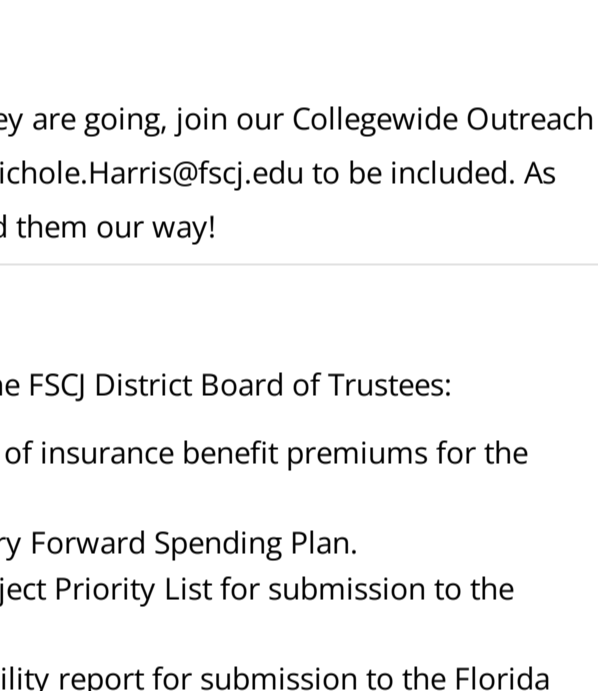 ey are going, join our Collegewide Outreach
ichole.Harris@fscj.edu to be included. As
d them our way!
e FSCJ District Board of Trustees:
of insurance benefit premiums for the
ry Forward Spending Plan.
ject Priority List for submission to the
ility report for submission to the Florida